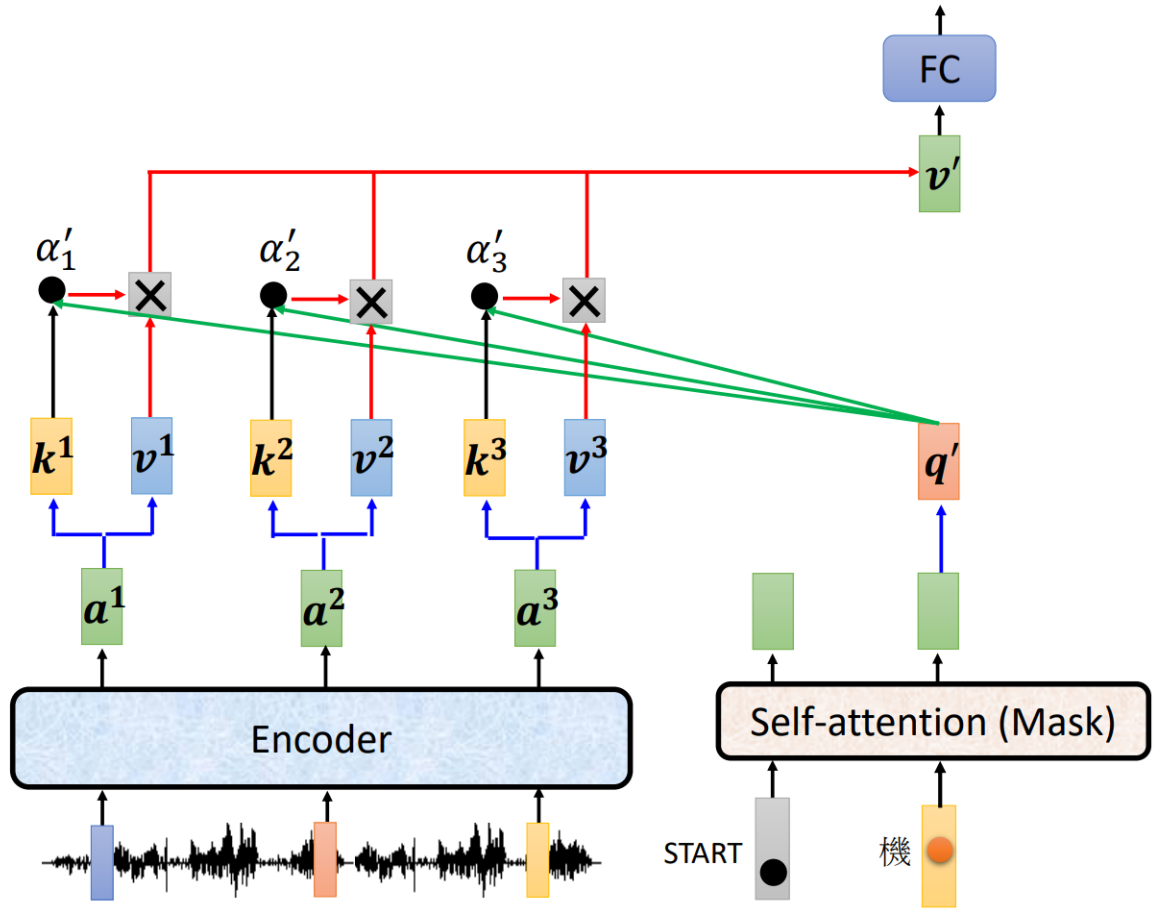 FC
v′
α′₁ α′₂ α′₃
k¹ v¹ k² v² k³ v³ q′
a¹ a² a³
Encoder
Self-attention (Mask)
START 機